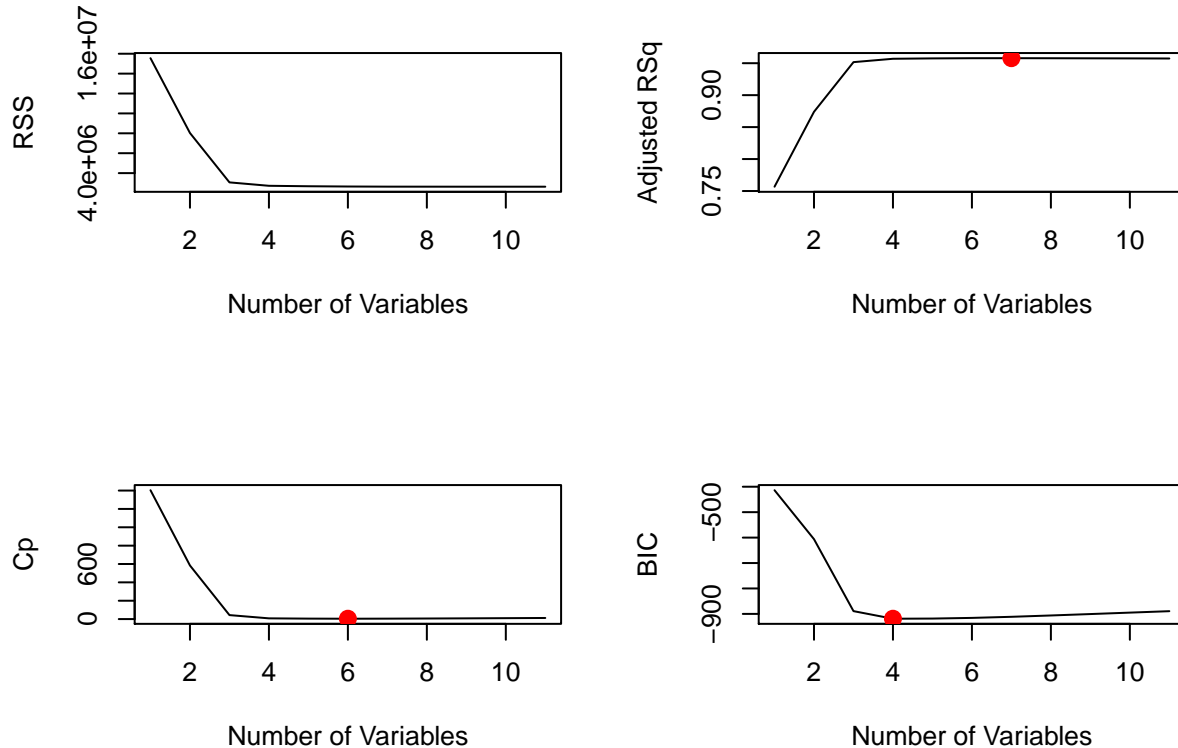 RSS
4.0e+06 1.6e+07
2 4 6 8 10
Number of Variables
Adjusted RSq
0.75 0.90
2 4 6 8 10
Number of Variables
Cp
0 600
2 4 6 8 10
Number of Variables
BIC
−900 −500
2 4 6 8 10
Number of Variables